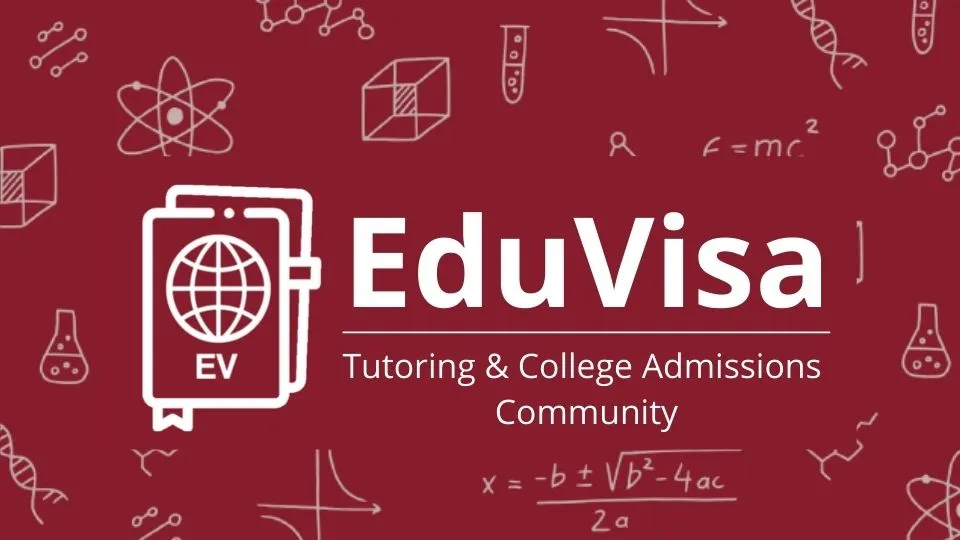 E=mc²
EduVisa
EV
Tutoring & College Admissions
Community
x = -b ± √b²-4ac
2a